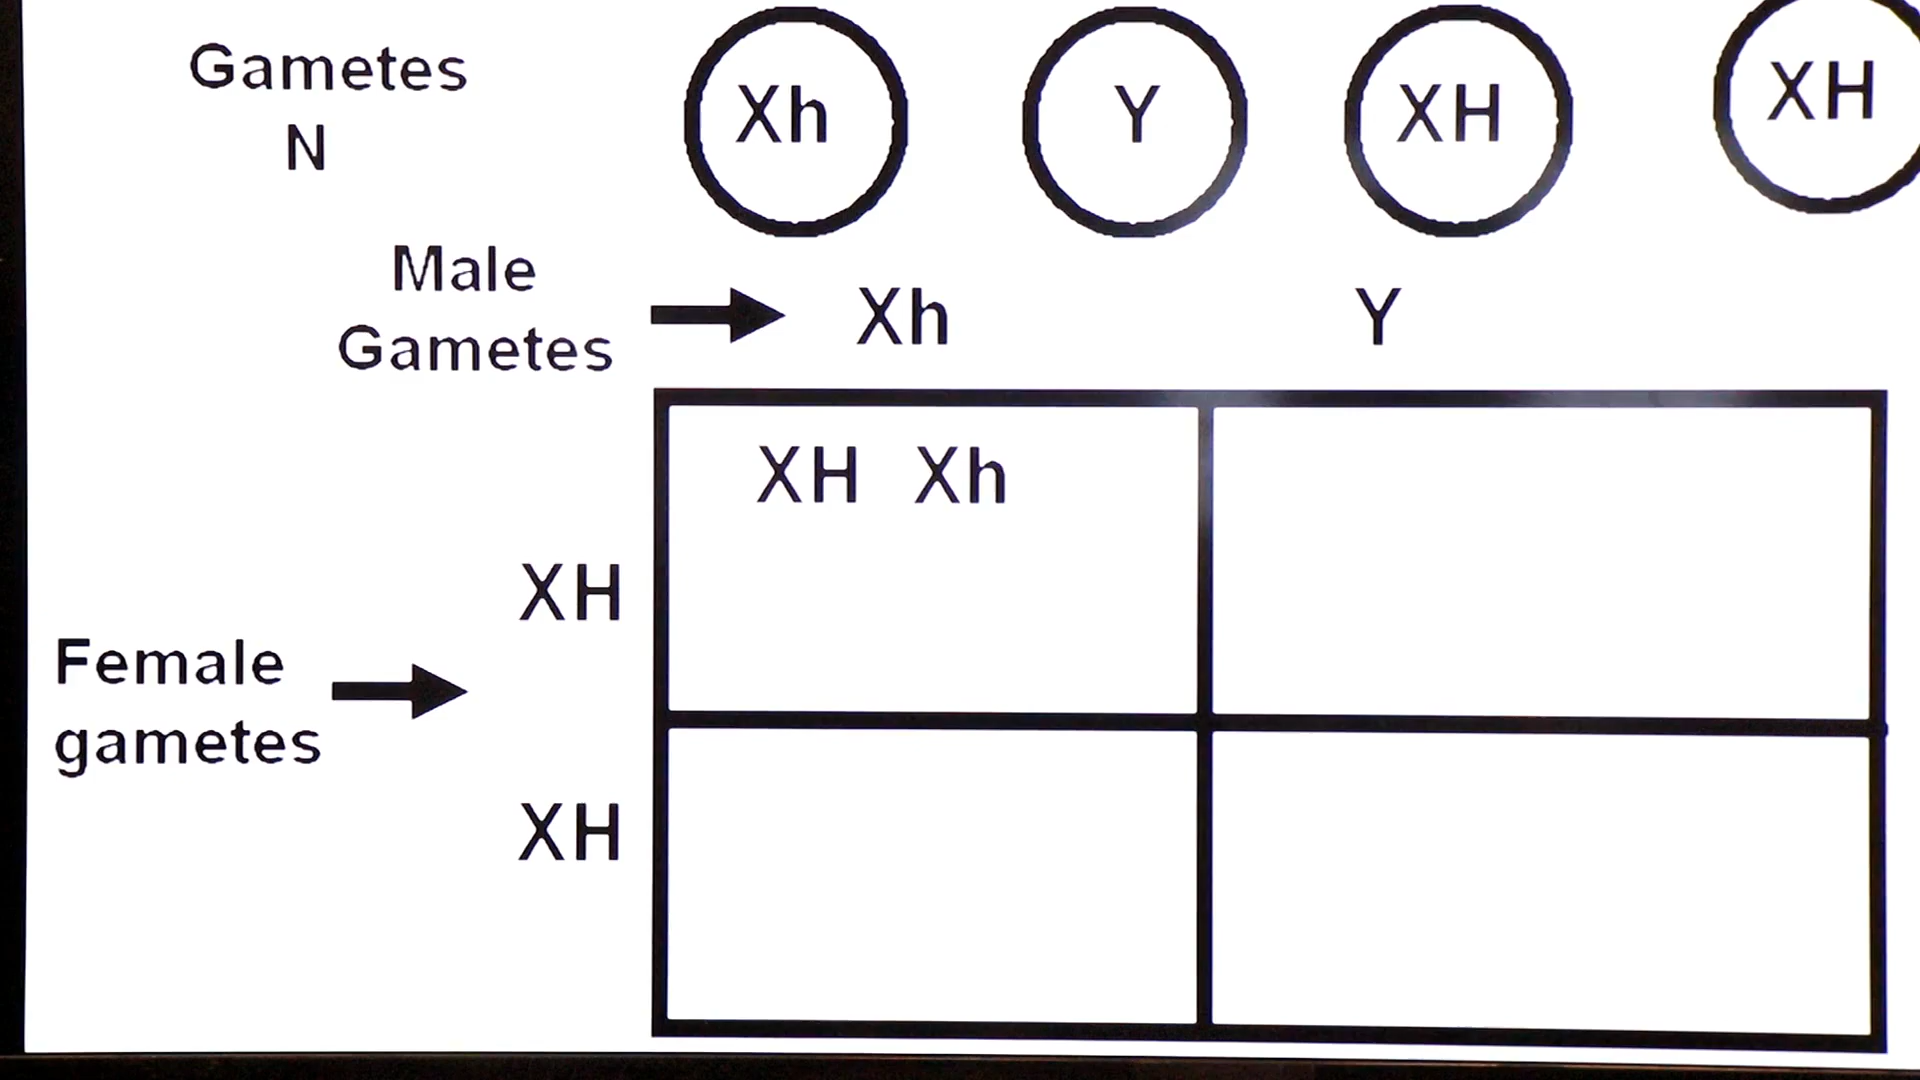 Gametes
N
Xh Y XH XH
Male
Gametes
Xh Y
XH Xh
XH
Female
gametes
XH